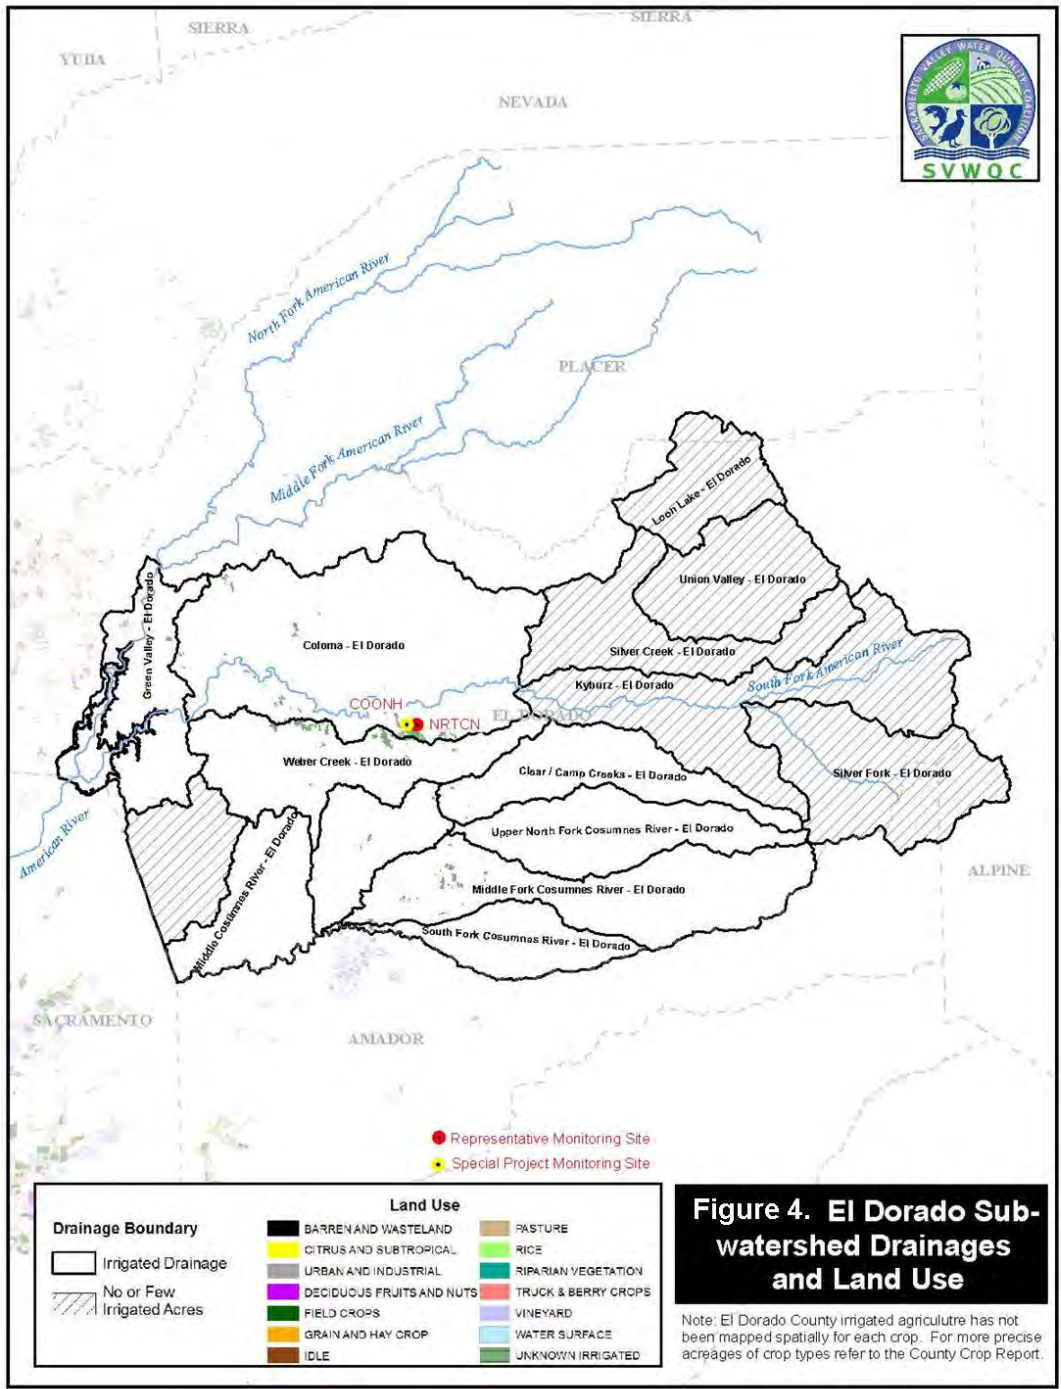 SIERRA
SIERRA
YUBA
NEVADA
SACRAMENTO VALLEY WATER QUALITY COALITION
SVWQC
North Fork American River
PLACER
Middle Fork American River
Loon Lake - El Dorado
Union Valley - El Dorado
Green Valley - El Dorado
Coloma - El Dorado
Silver Creek - El Dorado
South Fork American River
Kyburz - El Dorado
COONH
NRTCN
EL DORADO
Weber Creek - El Dorado
Clear / Camp Creeks - El Dorado
Silver Fork - El Dorado
American River
Upper North Fork Cosumnes River - El Dorado
Middle Cosumnes River - El Dorado
ALPINE
Middle Fork Cosumnes River - El Dorado
South Fork Cosumnes River - El Dorado
SACRAMENTO
AMADOR
Representative Monitoring Site
Special Project Monitoring Site
Drainage Boundary
Irrigated Drainage
No or Few
Irrigated Acres
Land Use
BARREN AND WASTELAND
CITRUS AND SUBTROPICAL
URBAN AND INDUSTRIAL
DECIDUOUS FRUITS AND NUTS
FIELD CROPS
GRAIN AND HAY CROP
IDLE
PASTURE
RICE
RIPARIAN VEGETATION
TRUCK & BERRY CROPS
VINEYARD
WATER SURFACE
UNKNOWN IRRIGATED
Figure 4. El Dorado Sub-
watershed Drainages
and Land Use
Note: El Dorado County irrigated agriculutre has not
been mapped spatially for each crop. For more precise
acreages of crop types refer to the County Crop Report.